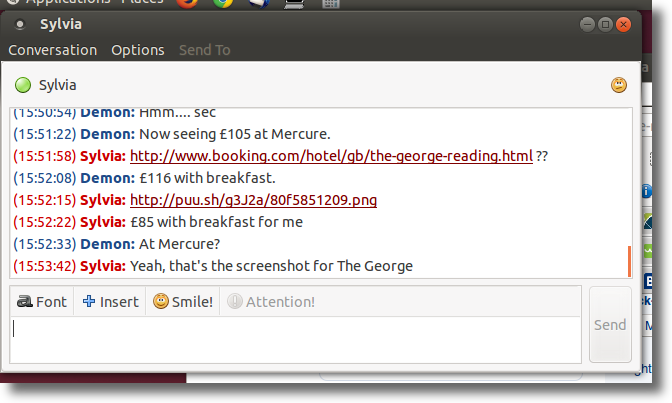 Applications Places
Sylvia
Conversation Options Send To
Sylvia
(15:50:54) Demon: Hmm.... sec
(15:51:22) Demon: Now seeing £105 at Mercure.
(15:51:58) Sylvia: http://www.booking.com/hotel/gb/the-george-reading.html ??
(15:52:08) Demon: £116 with breakfast.
(15:52:15) Sylvia: http://puu.sh/g3J2a/80f5851209.png
(15:52:22) Sylvia: £85 with breakfast for me
(15:52:33) Demon: At Mercure?
(15:53:42) Sylvia: Yeah, that's the screenshot for The George
Font Insert Smile! Attention!
Send